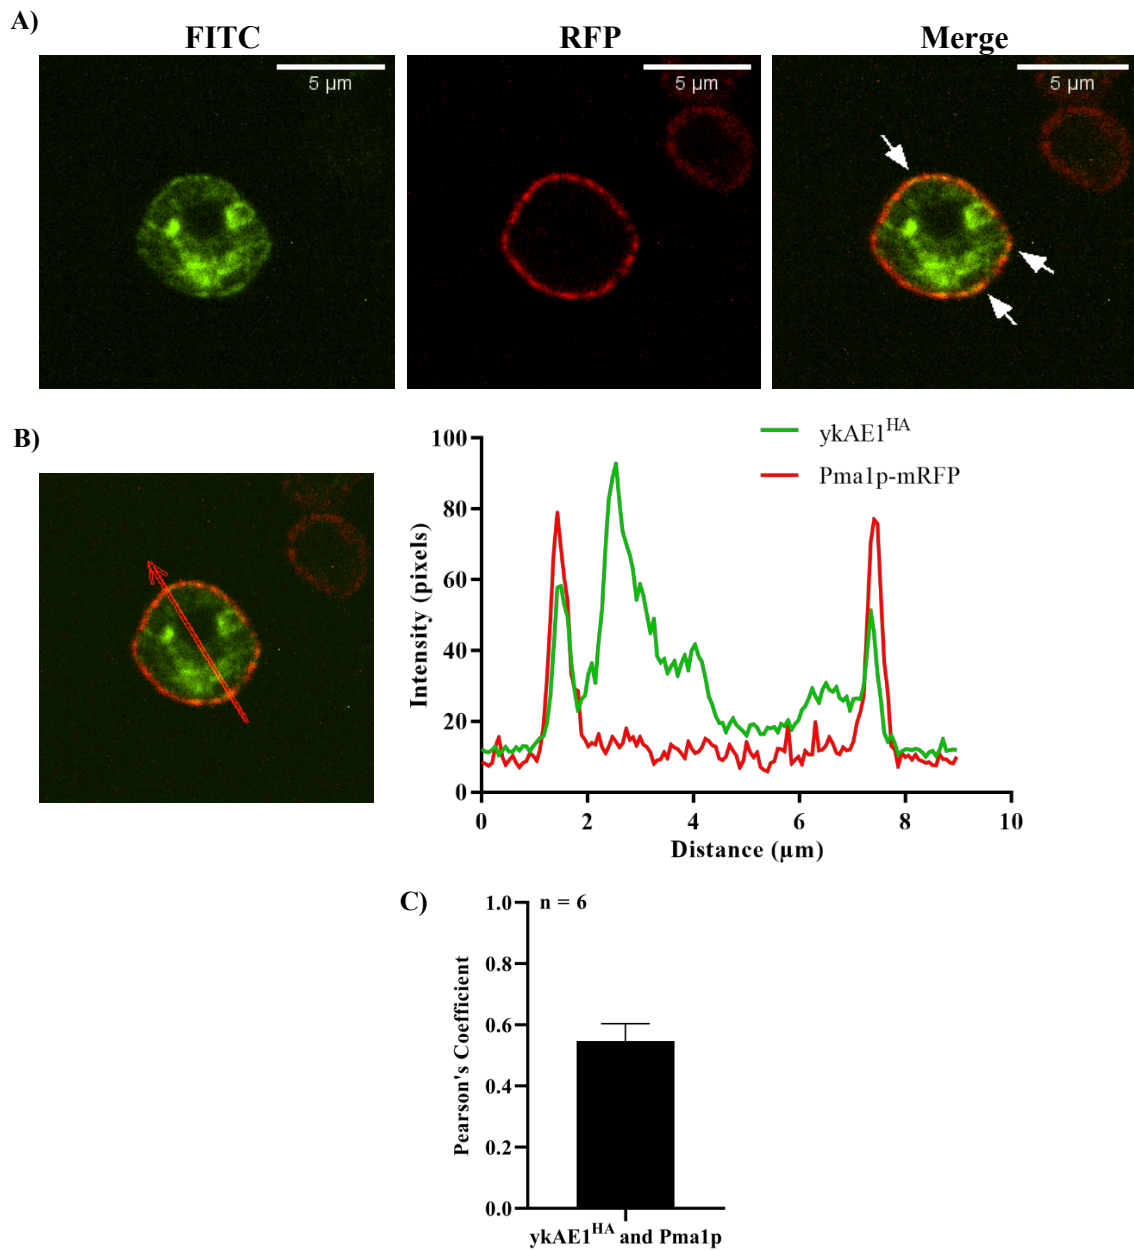 A)
FITC RFP Merge
5 µm 5 µm 5 µm
B)
ykAE1HA
Pma1p-mRFP
Intensity (pixels)
100
80
60
40
20
0
0 2 4 6 8 10
Distance (µm)
C)
n = 6
Pearson's Coefficient
1.0
0.8
0.6
0.4
0.2
0.0
ykAE1HA and Pma1p